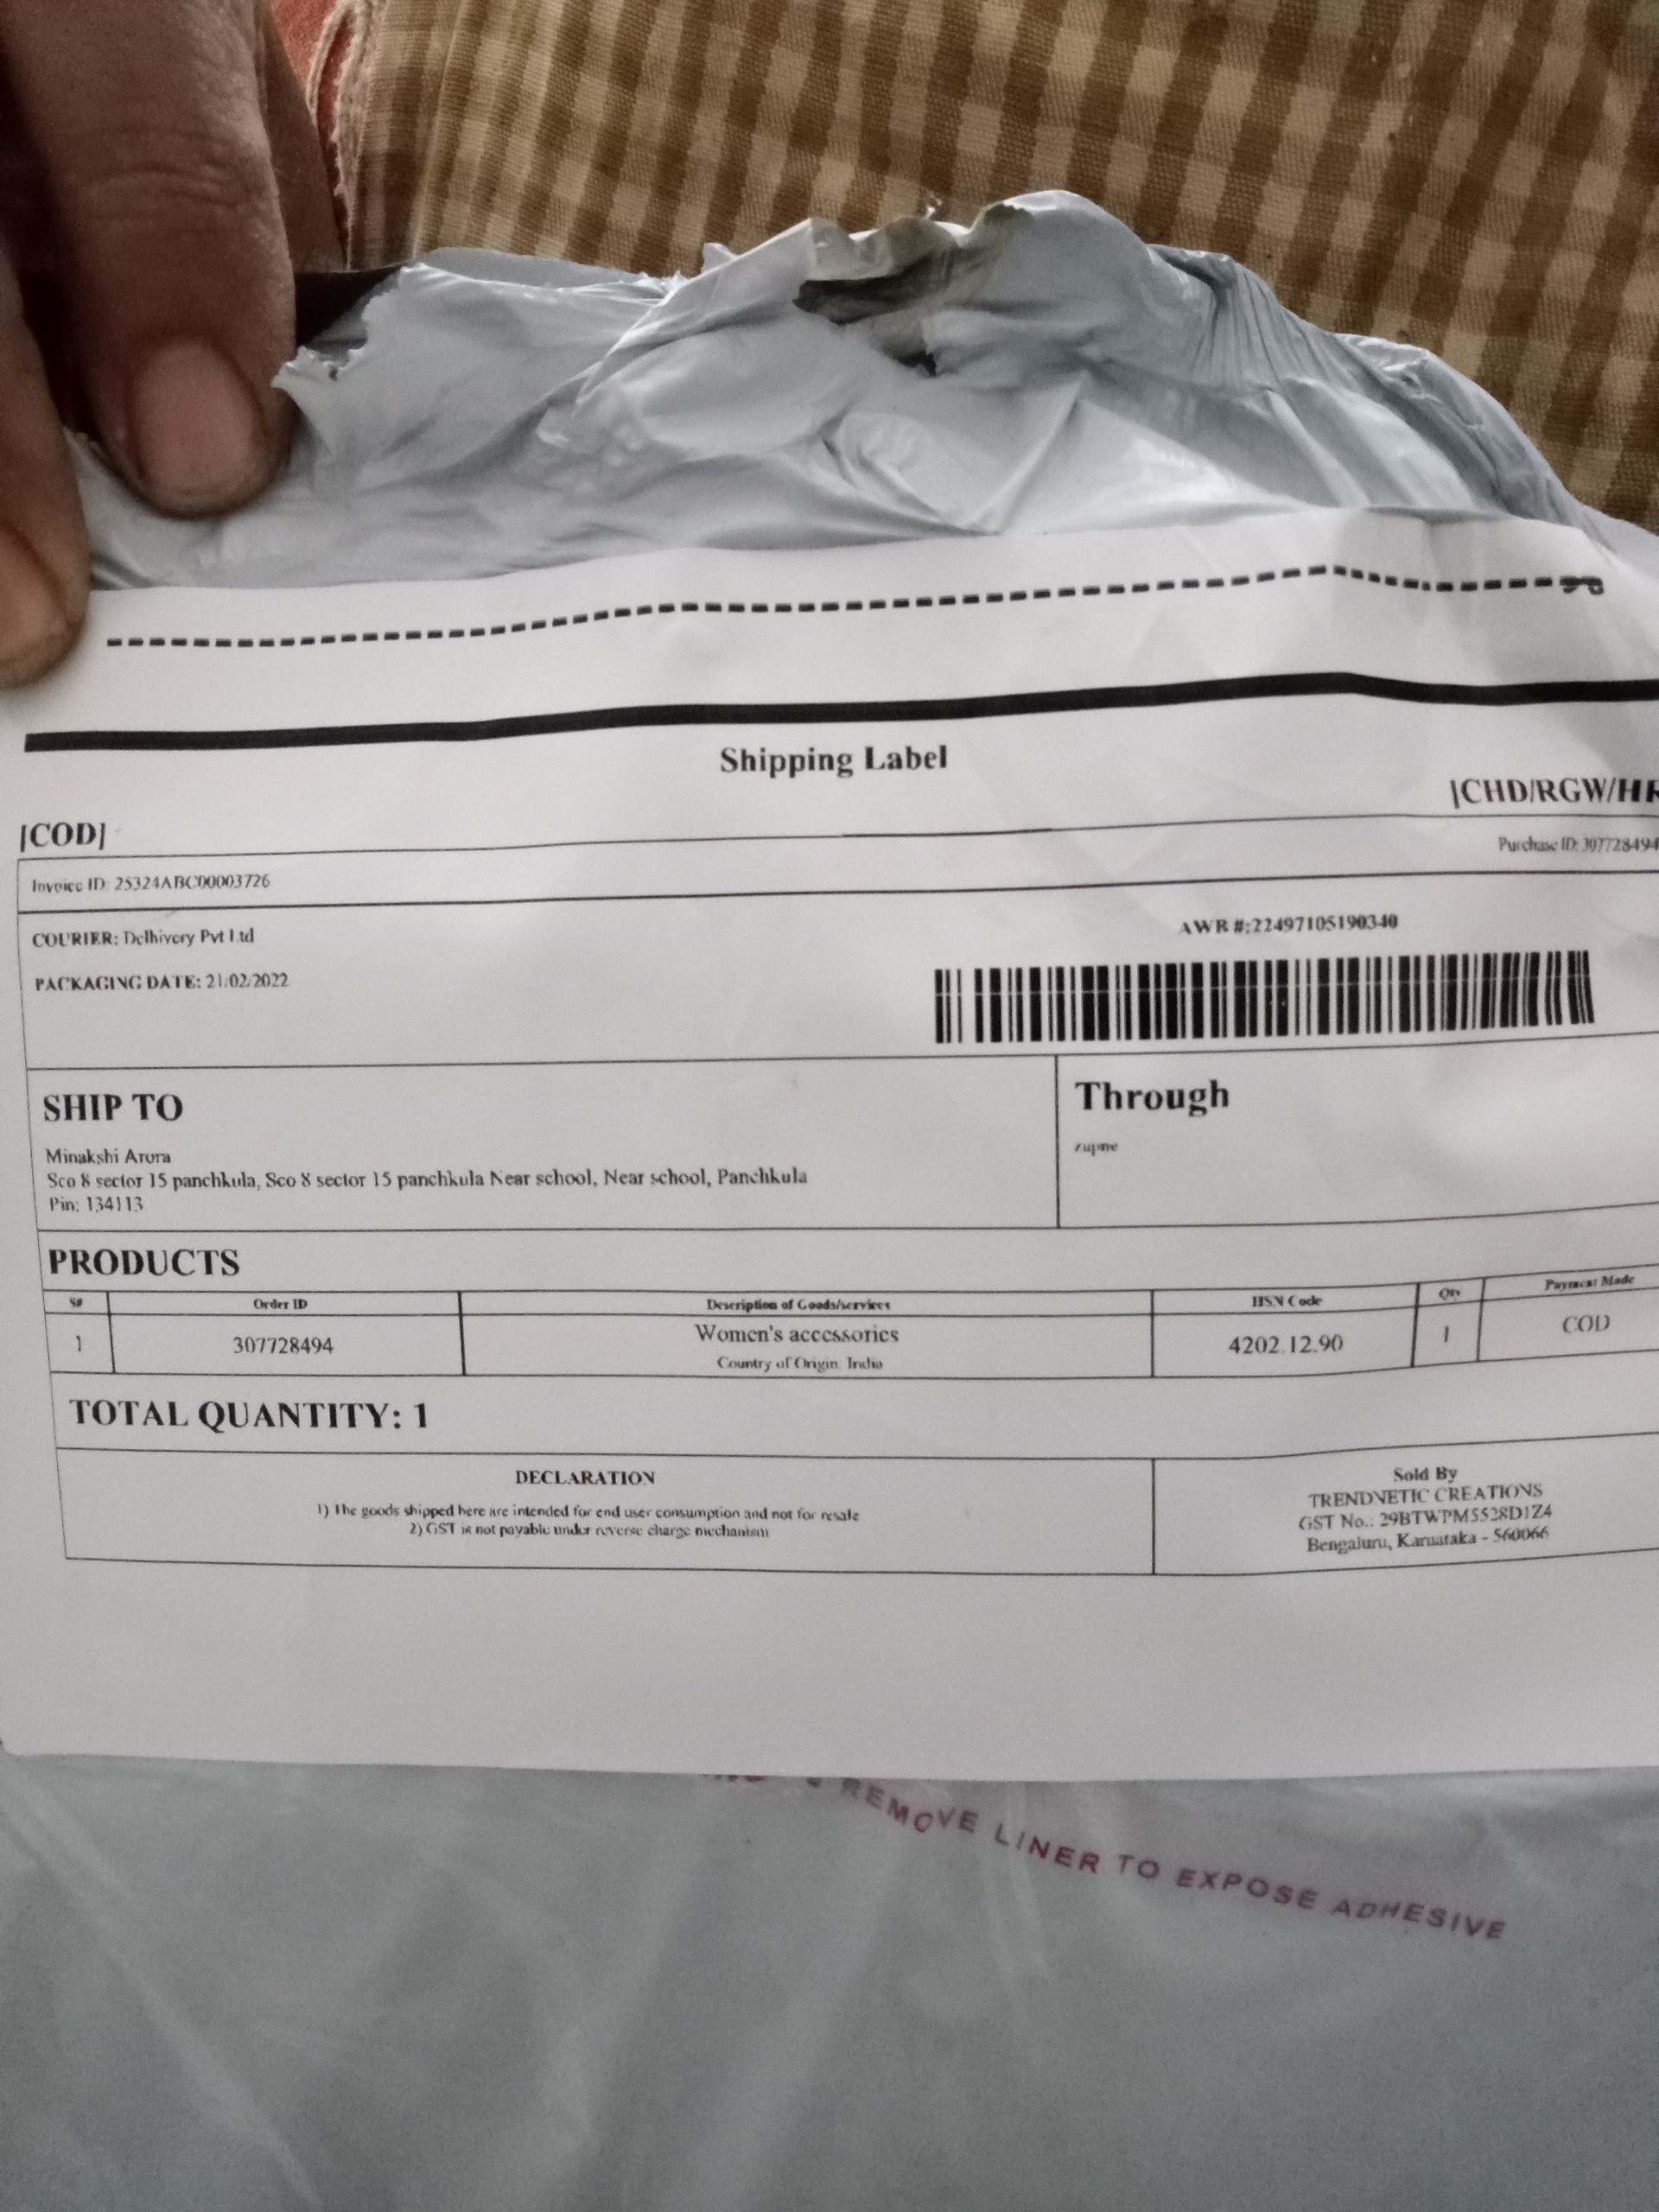 Shipping Label
|COD|
|CHD/RGW/HR
Invoice ID: 25324ABC00003726
Purchase ID: 307728494
COURIER: Delhivery Pvt Ltd
AWB #:22497105190340
PACKAGING DATE: 21/02/2022
SHIP TO
Minakshi Arora
Sco 8 sector 15 panchkula, Sco 8 sector 15 panchkula Near school, Near school, Panchkula
Pin: 134113
Through
PRODUCTS
S# Order ID Description of Goods/services HSN Code Qty Payment Made
1 307728494 Women's accessories 4202.12.90 1 COD
Country of Origin: India
TOTAL QUANTITY: 1
DECLARATION
1) The goods shipped here are intended for end user consumption and not for resale
2) GST is not payable under reverse charge mechanism
Sold By
TRENDNETIC CREATIONS
GST No.: 29BTWPM5528D1Z4
Bengaluru, Karnataka - 560066
REMOVE LINER TO EXPOSE ADHESIVE